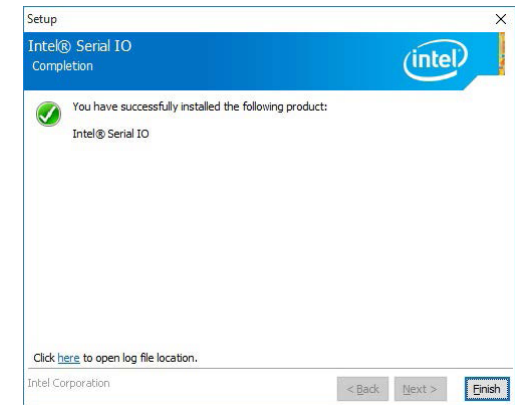 Setup
Intel® Serial IO
Completion
intel
You have successfully installed the following product:
Intel® Serial IO
Click here to open log file location.
Intel Corporation
< Back
Next >
Finish